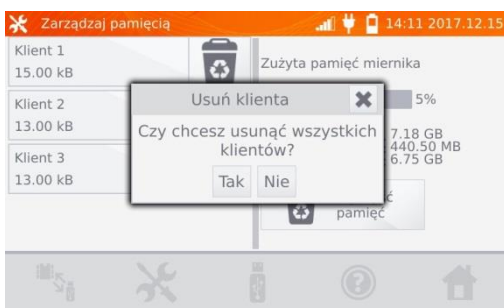 Zarządzaj pamięcią
14:11 2017.12.15
Klient 1
15.00 kB
Klient 2
13.00 kB
Klient 3
13.00 kB
Usuń klienta
Czy chcesz usunąć wszystkich
klientów?
Tak Nie
Zużyta pamięć miernika
5%
7.18 GB
440.50 MB
6.75 GB
pamięć